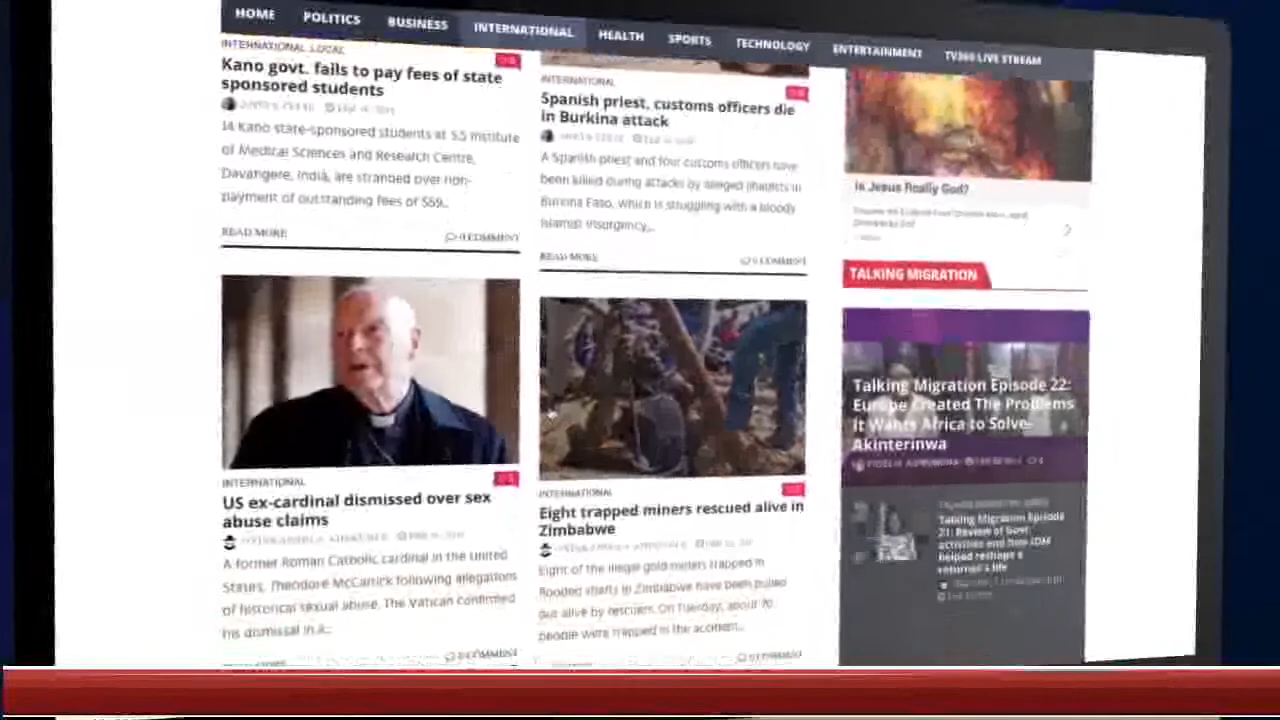 HOME POLITICS BUSINESS INTERNATIONAL HEALTH SPORTS TECHNOLOGY ENTERTAINMENT TV360 LIVE STREAM
INTERNATIONAL LOCAL
Kano govt. fails to pay fees of state
sponsored students
14 Kano state-sponsored students at S.S Institute
of Medical Sciences and Research Centre,
Davangere, India, are stranded over non-
payment of outstanding fees of $59...
READ MORE
0 COMMENT
INTERNATIONAL
US ex-cardinal dismissed over sex
abuse claims
A former Roman Catholic cardinal in the United
States, Theodore McCarrick following allegations
of historical sexual abuse. The Vatican confirmed
his dismissal in a...
0 COMMENT
INTERNATIONAL
Spanish priest, customs officers die
in Burkina attack
A Spanish priest and four customs officers have
been killed during attacks by alleged jihadists in
Burkina Faso, which is struggling with a bloody
Islamist insurgency,...
READ MORE
0 COMMENT
INTERNATIONAL
Eight trapped miners rescued alive in
Zimbabwe
Eight of the illegal gold miners trapped in
flooded shafts in Zimbabwe have been pulled
out alive by rescuers. On Tuesday, about 70
people were trapped in the accident...
0 COMMENT
Is Jesus Really God?
TALKING MIGRATION
Talking Migration Episode 22:
Europe Created The Problems
It Wants Africa to Solve-
Akinterinwa
Talking Migration Episode
21: Review of Govt.
activities and how IOM
helped reshape a
returnee's life